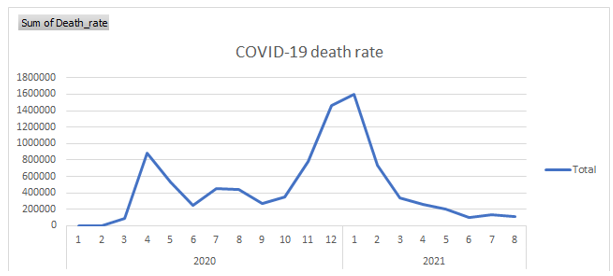 Sum of Death_rate
COVID-19 death rate
1800000
1600000
1400000
1200000
1000000
800000
600000
400000
200000
0
Total
1 2 3 4 5 6 7 8 9 10 11 12 1 2 3 4 5 6 7 8
2020 2021